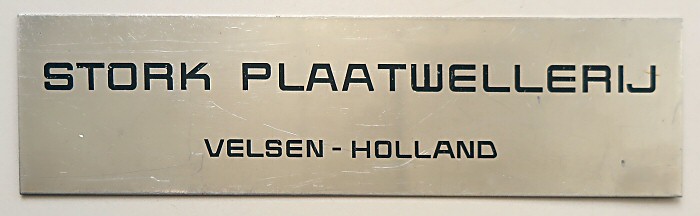 STORK PLAATWELLERIJ
VELSEN - HOLLAND